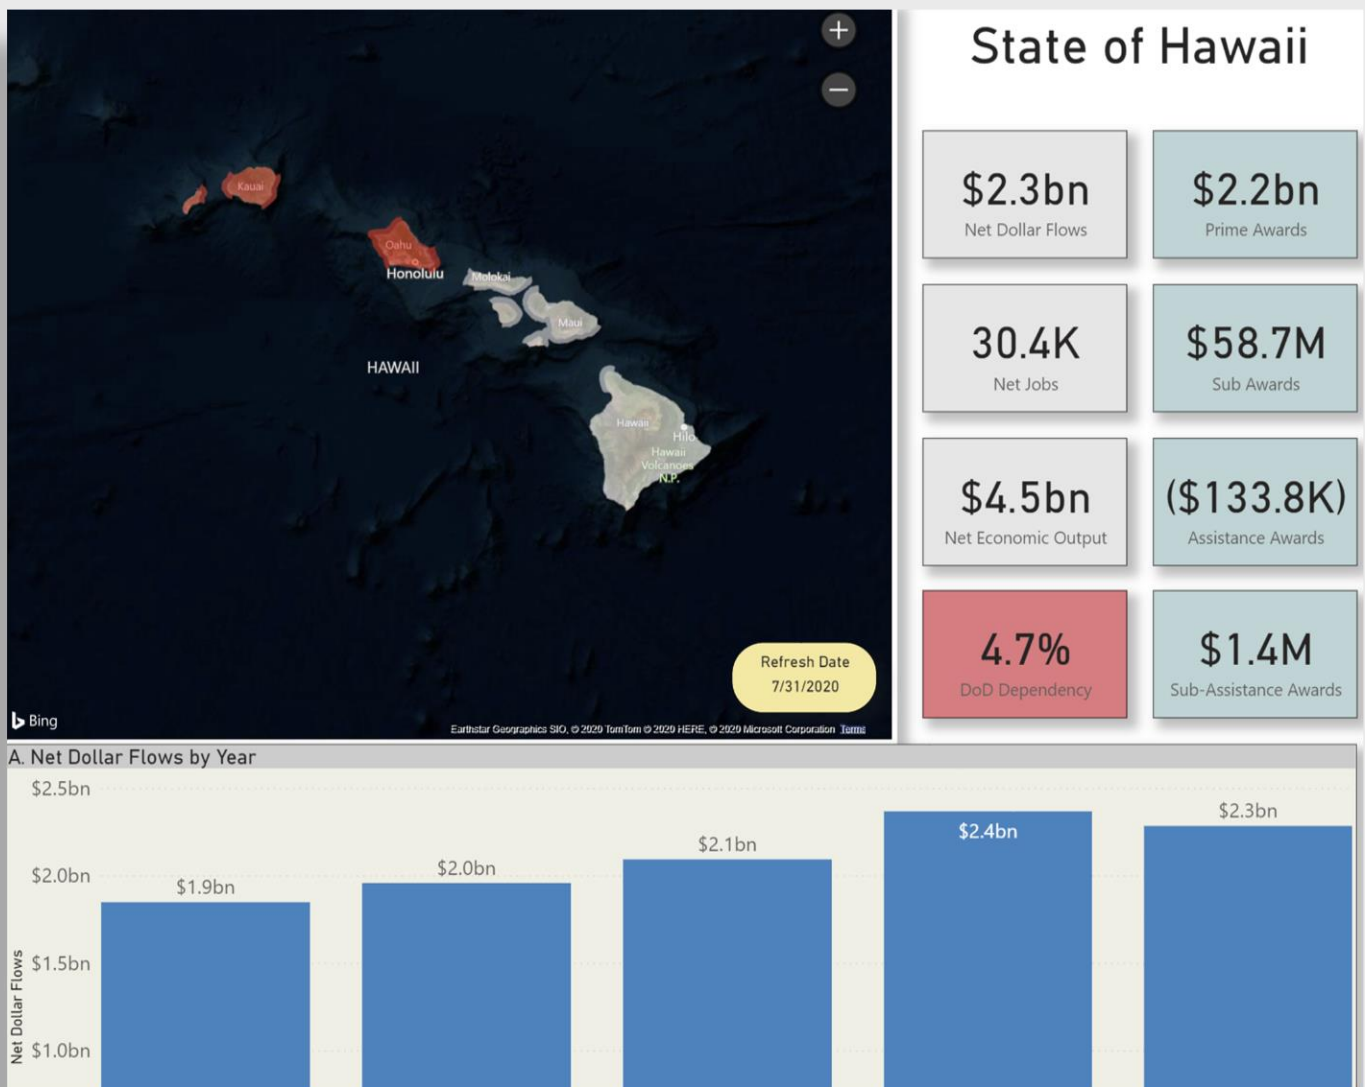 State of Hawaii
Kauai
Oahu
Honolulu
Molokai
Maui
HAWAII
Hawaii
Hilo
Hawaii
Volcanoes
N.P.
Refresh Date
7/31/2020
Bing
Earthstar Geographics SIO, © 2020 TomTom © 2020 HERE, © 2020 Microsoft Corporation Terms
$2.3bn
Net Dollar Flows
$2.2bn
Prime Awards
30.4K
Net Jobs
$58.7M
Sub Awards
$4.5bn
Net Economic Output
($133.8K)
Assistance Awards
4.7%
DoD Dependency
$1.4M
Sub-Assistance Awards
A. Net Dollar Flows by Year
Net Dollar Flows
$2.5bn
$2.0bn
$1.5bn
$1.0bn
$1.9bn
$2.0bn
$2.1bn
$2.4bn
$2.3bn